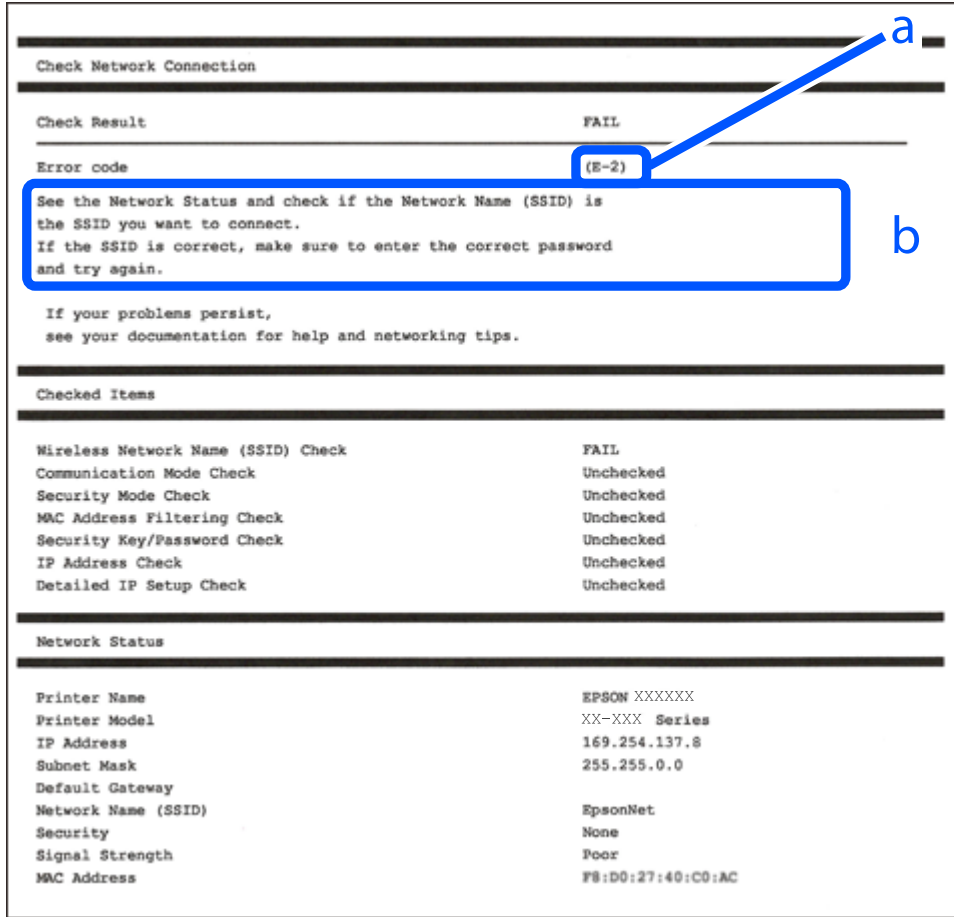 a
Check Network Connection
Check Result FAIL
Error code (E-2)
See the Network Status and check if the Network Name (SSID) is
the SSID you want to connect.
If the SSID is correct, make sure to enter the correct password
and try again.
b
If your problems persist,
see your documentation for help and networking tips.
Checked Items
Wireless Network Name (SSID) Check FAIL
Communication Mode Check Unchecked
Security Mode Check Unchecked
MAC Address Filtering Check Unchecked
Security Key/Password Check Unchecked
IP Address Check Unchecked
Detailed IP Setup Check Unchecked
Network Status
Printer Name EPSON XXXXXX
Printer Model XX-XXX Series
IP Address 169.254.137.8
Subnet Mask 255.255.0.0
Default Gateway
Network Name (SSID) EpsonNet
Security None
Signal Strength Poor
MAC Address F8:D0:27:40:C0:AC